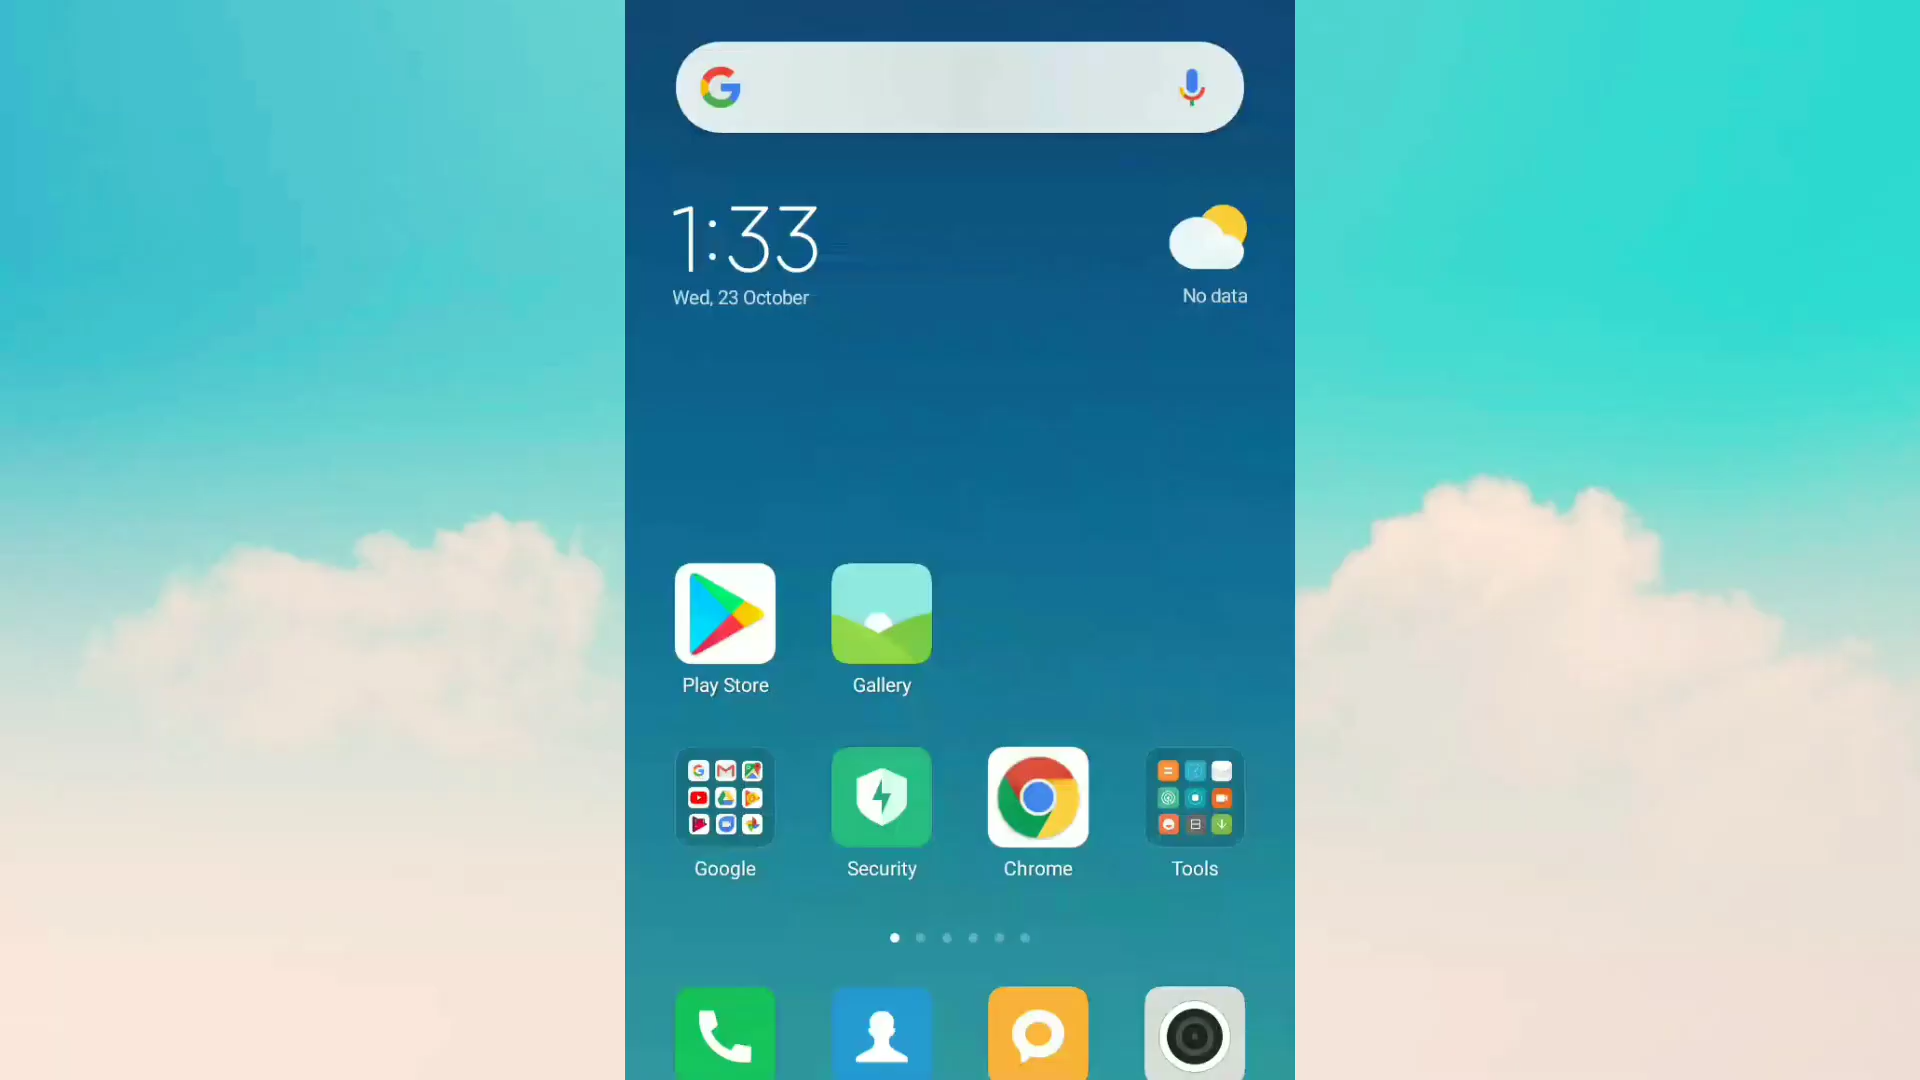 1:33
Wed, 23 October
No data
Play Store
Gallery
Google
Security
Chrome
Tools